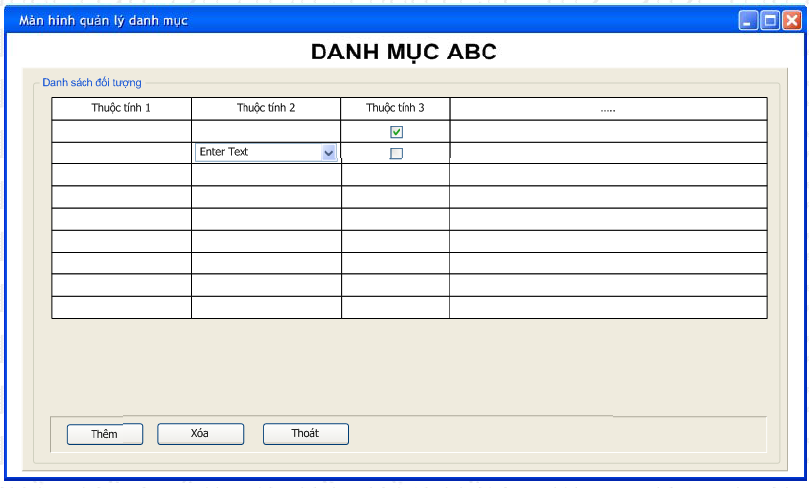 Màn hình quản lý danh mục
DANH MỤC ABC
Danh sách đối tượng
Thuộc tính 1 Thuộc tính 2 Thuộc tính 3 .....
Enter Text
Thêm Xóa Thoát